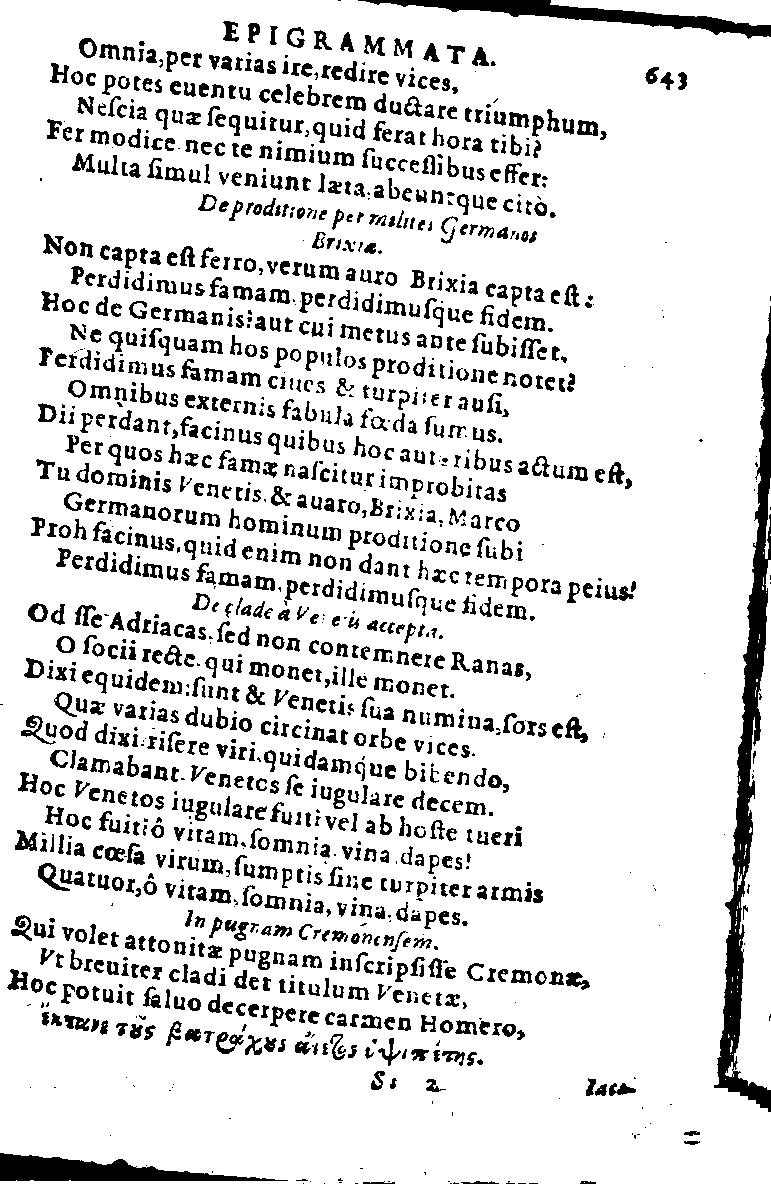 EPIGRAMMATA.
643
Omnia,per varias ire,redire vices,
Hoc potes euentu celebrem ductare triumphum,
Neſcia quæ ſequitur,quid ferat hora tibi?
Fer modice nec te nimium ſucceſſibus effer:
Multa ſimul veniunt læta,abeuntque citò.
De proditione per milites Germanos
Brixiæ.
Non capta eſt ferro,verum auro Brixia capta eſt:
Perdidimus famam,perdidimuſque fidem.
Hoc de Germanis?aut cui metus ante ſubiſſet,
Ne quiſquam hos populos proditione notet?
Perdidimus famam ciues & turpiter auſi,
Omnibus externis fabula fœda ſumus.
Dii perdant,facinus quibus hoc autoribus actum eſt,
Per quos hæc famæ naſcitur improbitas
Tu dominis Venetis,& auaro,Brixia,Marco
Germanorum hominum proditione ſubi
Proh facinus,quid enim non dant hæc tempora peius!
Perdidimus famam,perdidimuſque fidem.
De clade à Venetis accepta.
Od ſſe Adriacas,ſed non contemnere Ranas,
O ſocii recte qui monet,ille monet.
Dixi equidem:ſunt & Venetis ſua numina,ſors eſt,
Quæ varias dubio circinat orbe vices.
Quod dixi riſere viri,quidamque bibendo,
Clamabant Venetos ſe iugulare decem.
Hoc Venetos iugulare fuit?vel ab hoſte tueri
Hoc fuit?ô vitam,ſomnia,vina,dapes!
Millia cœſa virum,ſumptis ſine turpiter armis
Quatuor,ô vitam,ſomnia,vina,dapes.
In pugnam Cremonenſem.
Qui volet attonitæ pugnam inſcripſiſſe Cremonæ,
Vt breuiter cladi det titulum Venetæ,
Hoc potuit ſaluo decerpere carmen Homero,
ἔκτανε τοὺς βατράχους αἰετὸς ὑψιπέτης.
Sſ 2
Iaca